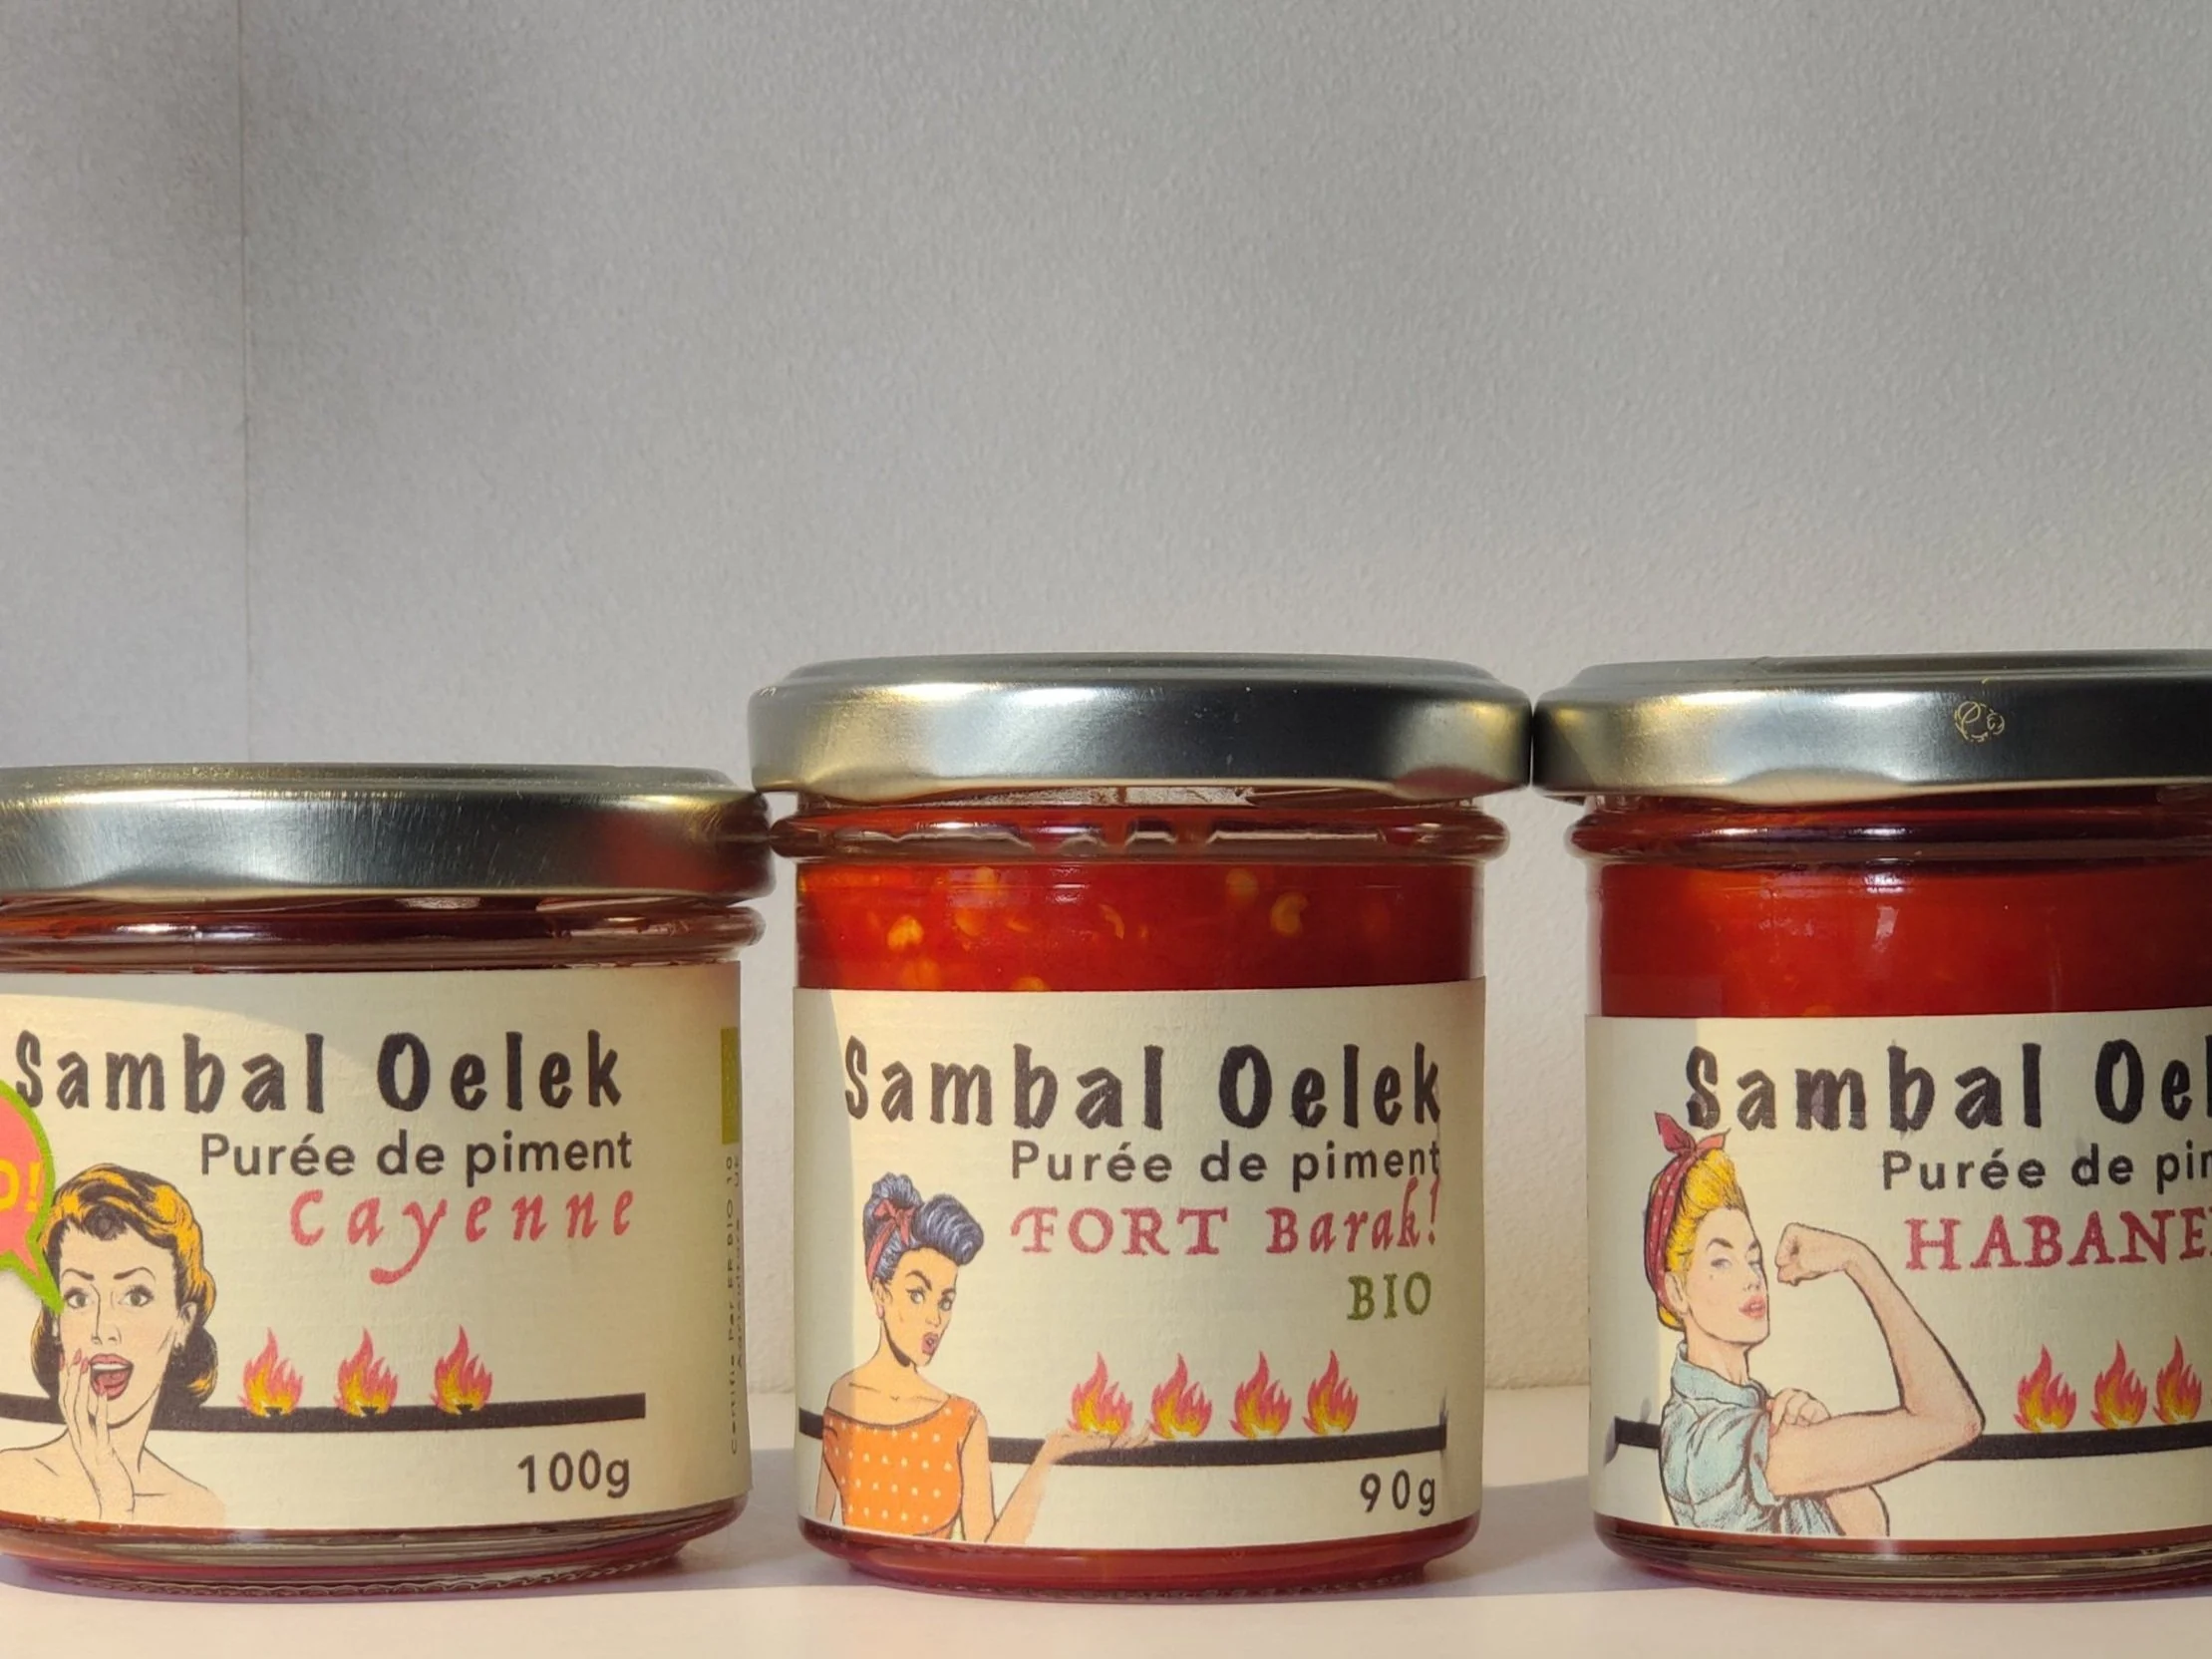 Sambal Oelek
Purée de piment
Cayenne
100g
Sambal Oelek
Purée de piment
FORT Barak!
BIO
90g
Sambal Oel
Purée de pim
HABANE